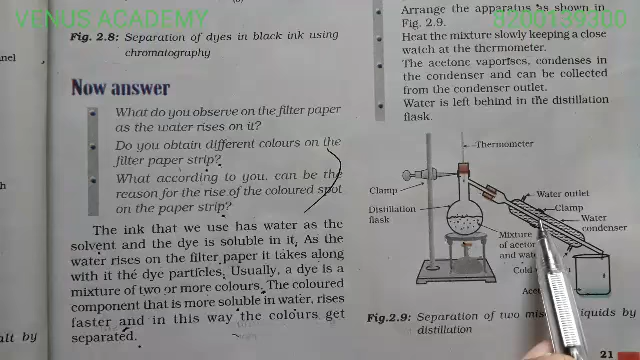 VENUS ACADEMY
8200139300
nel
h
alt by
Fig. 2.8: Separation of dyes in black ink using
chromatography
Now answer
What do you observe on the filter paper
as the water rises on it?
Do you obtain different colours on the
filter paper strip?
What according to you, can be the
reason for the rise of the coloured spot
on the paper strip?
The ink that we use has water as the
solvent and the dye is soluble in it. As the
water rises on the filter paper it takes along
with it the dye particles. Usually, a dye is a
mixture of two or more colours. The coloured
component that is more soluble in water, rises
faster and in this way the colours get
separated.
Arrange the apparatus as shown in
Fig. 2.9.
Heat the mixture slowly keeping a close
watch at the thermometer.
The acetone vaporises, condenses in
the condenser and can be collected
from the condenser outlet.
Water is left behind in the distillation
flask.
Thermometer
Clamp
Water outlet
Clamp
Distillation
flask
Water
condenser
Mixture
of aceton
and wate
Cold
Ace
Fig.2.9: Separation of two mis liquids by
distillation
21